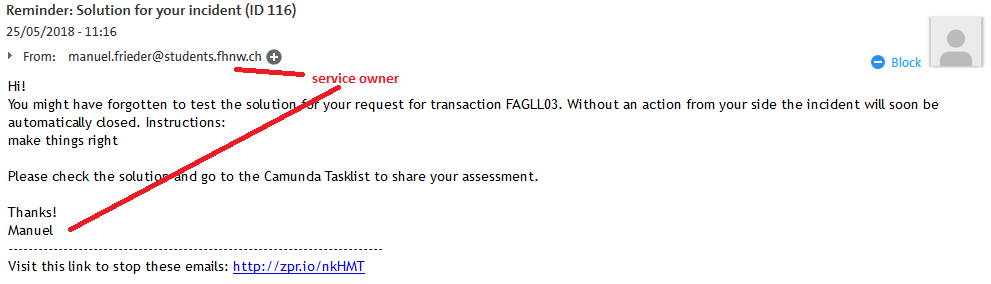 Reminder: Solution for your incident (ID 116)
25/05/2018 - 11:16
From: manuel.frieder@students.fhnw.ch
Block
service owner
Hi!
You might have forgotten to test the solution for your request for transaction FAGLL03. Without an action from your side the incident will soon be
automatically closed. Instructions:
make things right
Please check the solution and go to the Camunda Tasklist to share your assessment.
Thanks!
Manuel
--------------------------------------------------------------------------
Visit this link to stop these emails: http://zpr.io/nkHMT